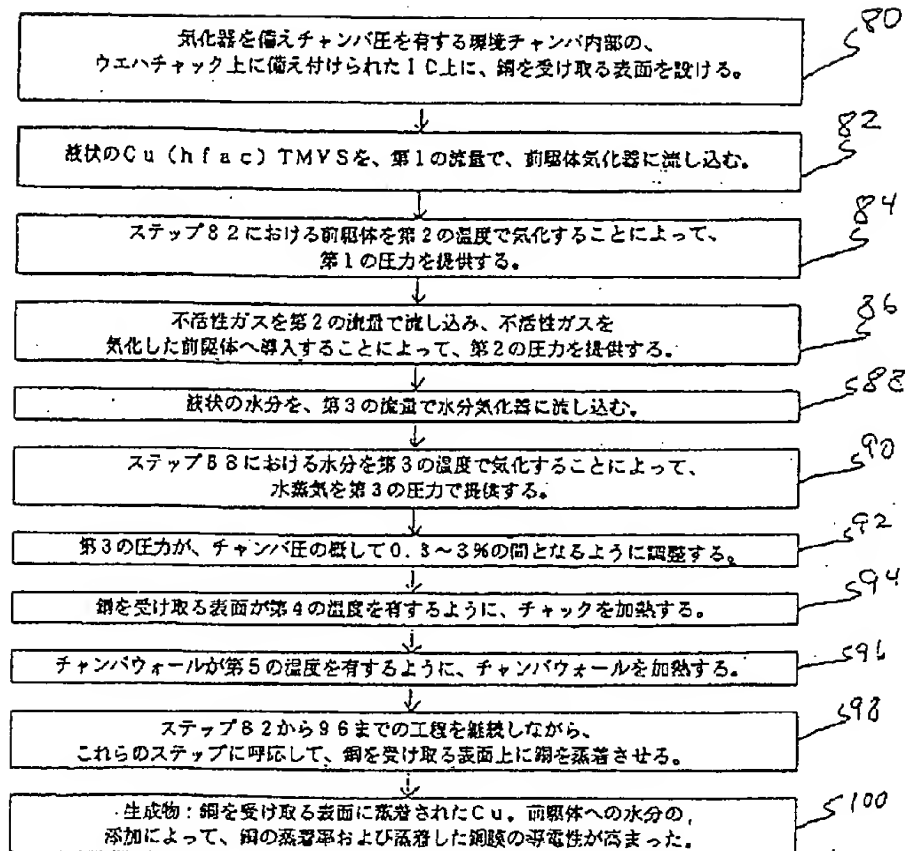 気化器を備えチャンバ圧を有する環境チャンバ内部の、
ウエハチャック上に備え付けられたIC上に、銅を受け取る表面を設ける。
80
液状のCu(hfac)TMVSを、第1の流量で、前駆体気化器に流し込む。
82
ステップ82における前駆体を第2の温度で気化することによって、
第1の圧力を提供する。
84
不活性ガスを第2の流量で流し込み、不活性ガスを
気化した前駆体へ導入することによって、第2の圧力を提供する。
86
液状の水分を、第3の流量で水分気化器に流し込む。
88
ステップ88における水分を第3の温度で気化することによって、
水蒸気を第3の圧力で提供する。
90
第3の圧力が、チャンバ圧の概して0.3～3%の間となるように調整する。
92
銅を受け取る表面が第4の温度を有するように、チャックを加熱する。
94
チャンバウォールが第5の温度を有するように、チャンバウォールを加熱する。
96
ステップ82から96までの工程を継続しながら、
これらのステップに呼応して、銅を受け取る表面上に銅を蒸着させる。
98
生成物：銅を受け取る表面に蒸着されたCu。前駆体への水分の
添加によって、銅の蒸着率および蒸着した銅膜の導電性が高まった。
100